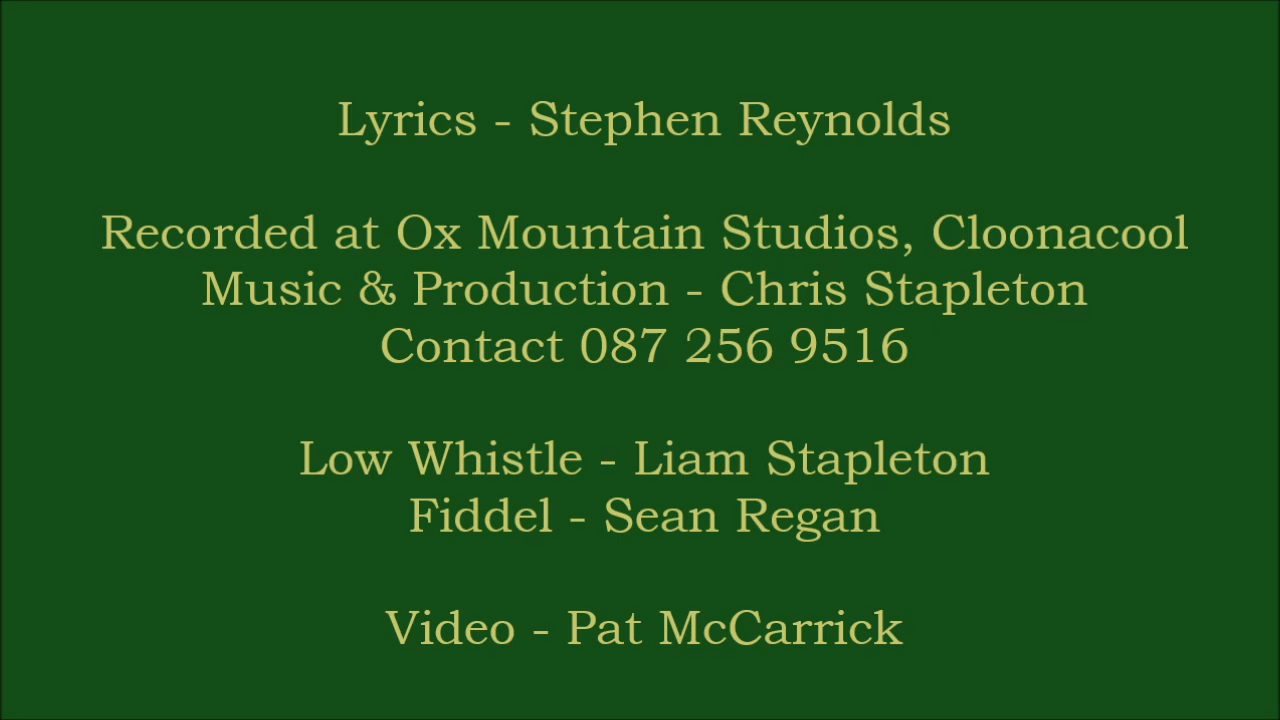 Lyrics - Stephen Reynolds
Recorded at Ox Mountain Studios, Cloonacool
Music & Production - Chris Stapleton
Contact 087 256 9516
Low Whistle - Liam Stapleton
Fiddel - Sean Regan
Video - Pat McCarrick